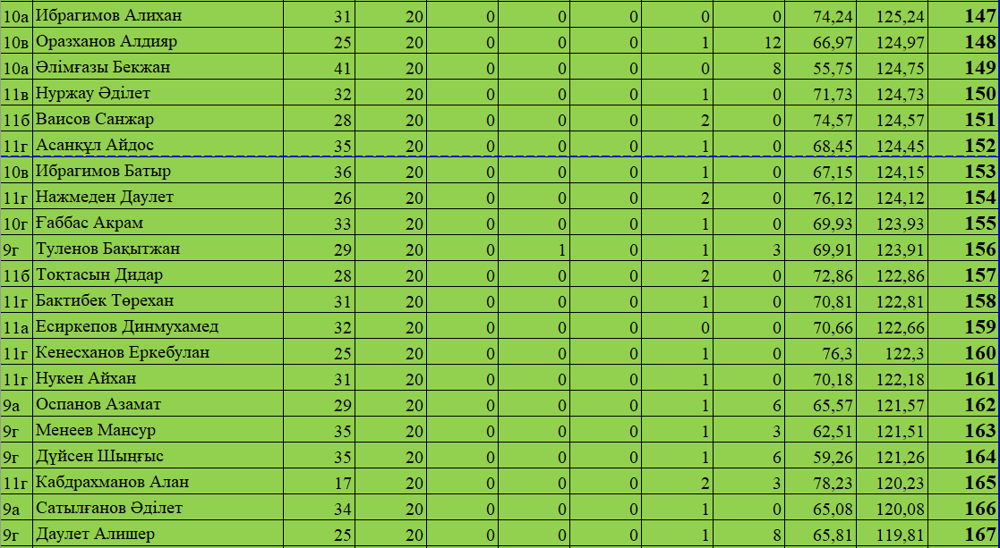 10а Ибрагимов Алихан 31 20 0 0 0 0 0 74,24 125,24 147
10в Оразханов Алдияр 25 20 0 0 0 1 12 66,97 124,97 148
10а Әлімғазы Бекжан 41 20 0 0 0 0 8 55,75 124,75 149
11в Нуржау Әділет 32 20 0 0 0 1 0 71,73 124,73 150
11б Ваисов Санжар 28 20 0 0 0 2 0 74,57 124,57 151
11г Асанқұл Айдос 35 20 0 0 0 1 0 68,45 124,45 152
10в Ибрагимов Батыр 36 20 0 0 0 1 0 67,15 124,15 153
11г Нажмеден Даулет 26 20 0 0 0 2 0 76,12 124,12 154
10г Ғаббас Акрам 33 20 0 0 0 1 0 69,93 123,93 155
9г Туленов Бақытжан 29 20 0 1 0 1 3 69,91 123,91 156
11б Тоқтасын Дидар 28 20 0 0 0 2 0 72,86 122,86 157
11г Бактибек Төрехан 31 20 0 0 0 1 0 70,81 122,81 158
11а Есиркепов Динмухамед 32 20 0 0 0 0 0 70,66 122,66 159
11г Кенесханов Еркебулан 25 20 0 0 0 1 0 76,3 122,3 160
11г Нукен Айхан 31 20 0 0 0 1 0 70,18 122,18 161
9а Оспанов Азамат 29 20 0 0 0 1 6 65,57 121,57 162
9г Менеев Мансур 35 20 0 0 0 1 3 62,51 121,51 163
9г Дүйсен Шыңғыс 35 20 0 0 0 1 6 59,26 121,26 164
11г Кабдрахманов Алан 17 20 0 0 0 2 3 78,23 120,23 165
9а Сатылғанов Әділет 34 20 0 0 0 1 0 65,08 120,08 166
9г Даулет Алишер 25 20 0 0 0 1 8 65,81 119,81 167